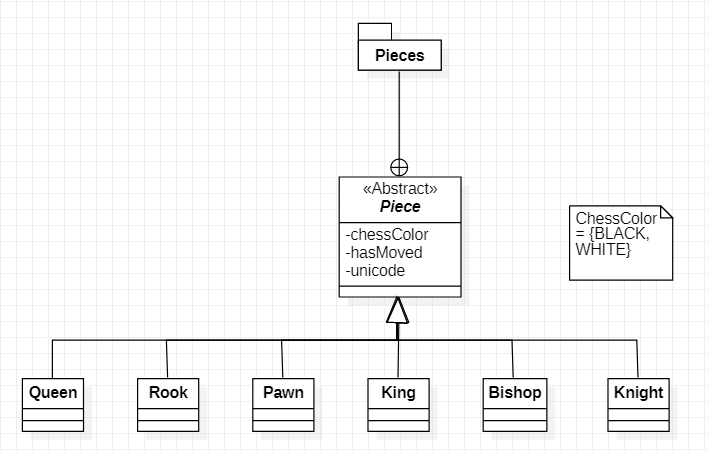 Pieces
«Abstract»
Piece
-chessColor
-hasMoved
-unicode
ChessColor
= {BLACK,
WHITE}
Queen
Rook
Pawn
King
Bishop
Knight